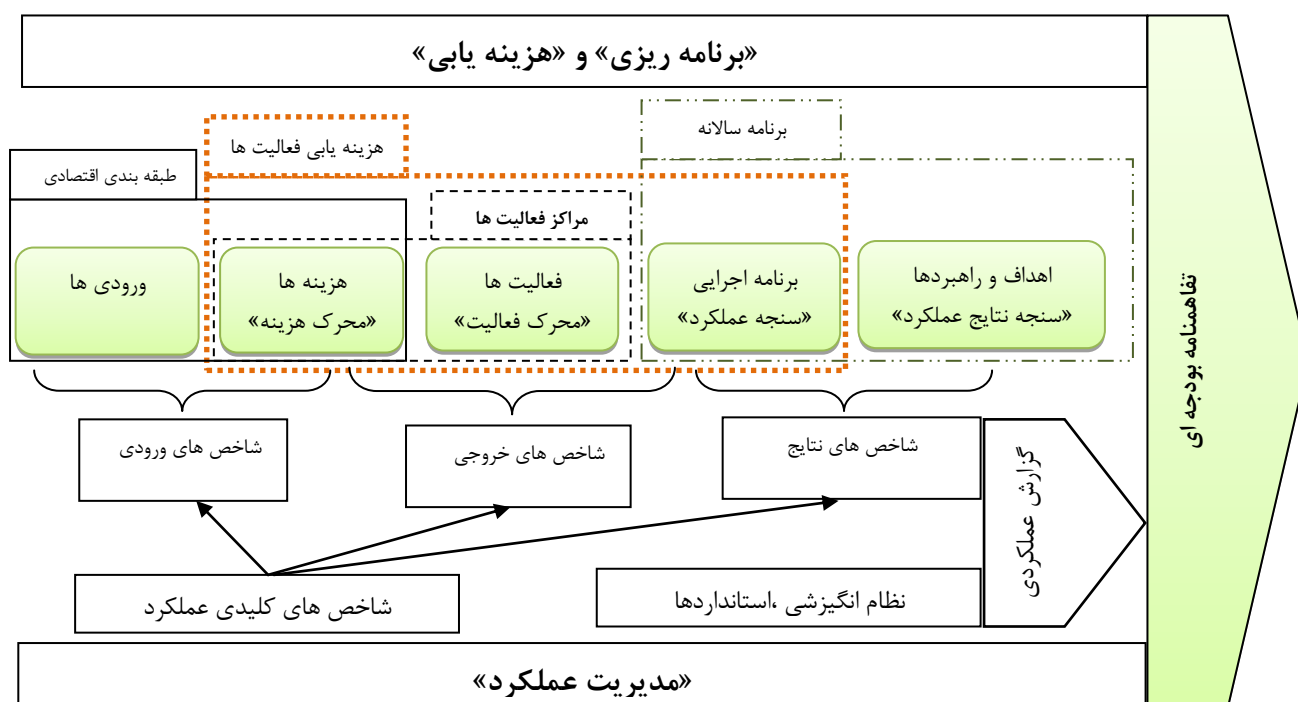 «برنامه ریزی» و «هزینه یابی»
برنامه سالانه
هزینه یابی فعالیت ها
طبقه بندی اقتصادی
مراکز فعالیت ها
اهداف و راهبردها
«سنجه نتایج عملکرد»
برنامه اجرایی
«سنجه عملکرد»
فعالیت ها
«محرک فعالیت»
هزینه ها
«محرک هزینه»
ورودی ها
شاخص های نتایج
شاخص های خروجی
شاخص های ورودی
گزارش عملکردی
نظام انگیزشی ،استانداردها
شاخص های کلیدی عملکرد
«مدیریت عملکرد»
تفاهمنامه بودجه ای